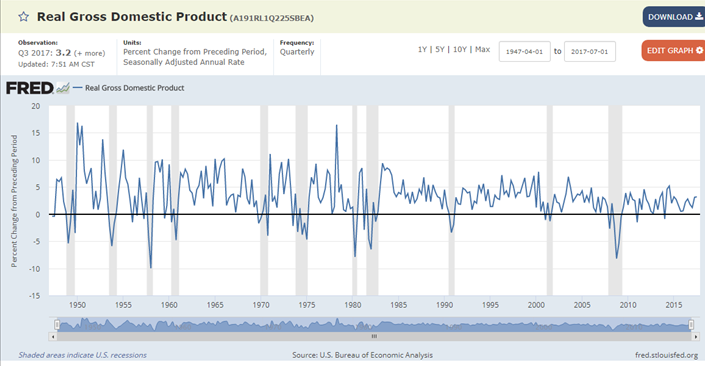 Real Gross Domestic Product (A191RL1Q225SBEA)
DOWNLOAD
Observation:
Q3 2017: 3.2 (+ more)
Updated: 7:51 AM CST
Units:
Percent Change from Preceding Period,
Seasonally Adjusted Annual Rate
Frequency:
Quarterly
1Y | 5Y | 10Y | Max
1947-04-01 to 2017-07-01
EDIT GRAPH
FRED
Real Gross Domestic Product
Percent Change from Preceding Period
20
15
10
5
0
-5
-10
-15
1950 1955 1960 1965 1970 1975 1980 1985 1990 1995 2000 2005 2010 2015
Shaded areas indicate U.S. recessions
Source: U.S. Bureau of Economic Analysis
fred.stlouisfed.org